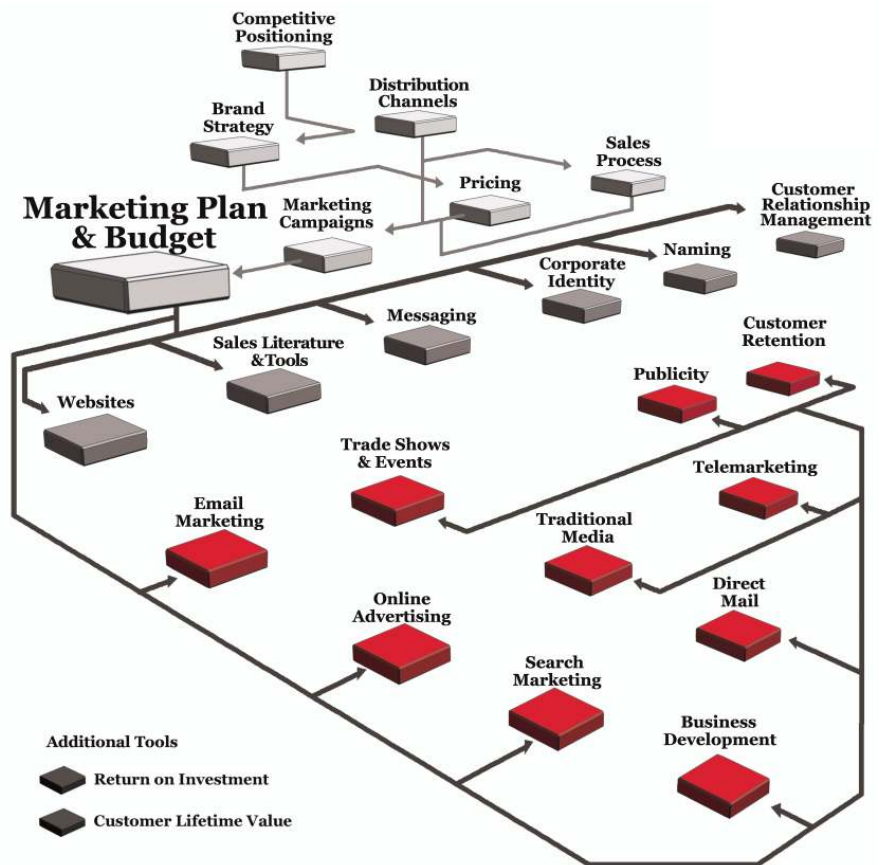 Competitive
Positioning
Distribution
Channels
Brand
Strategy
Sales
Process
Pricing
Marketing
Campaigns
Marketing Plan
& Budget
Customer
Relationship
Management
Naming
Corporate
Identity
Messaging
Sales Literature
&Tools
Websites
Customer
Retention
Publicity
Trade Shows
& Events
Telemarketing
Email
Marketing
Traditional
Media
Direct
Mail
Online
Advertising
Search
Marketing
Business
Development
Additional Tools
Return on Investment
Customer Lifetime Value